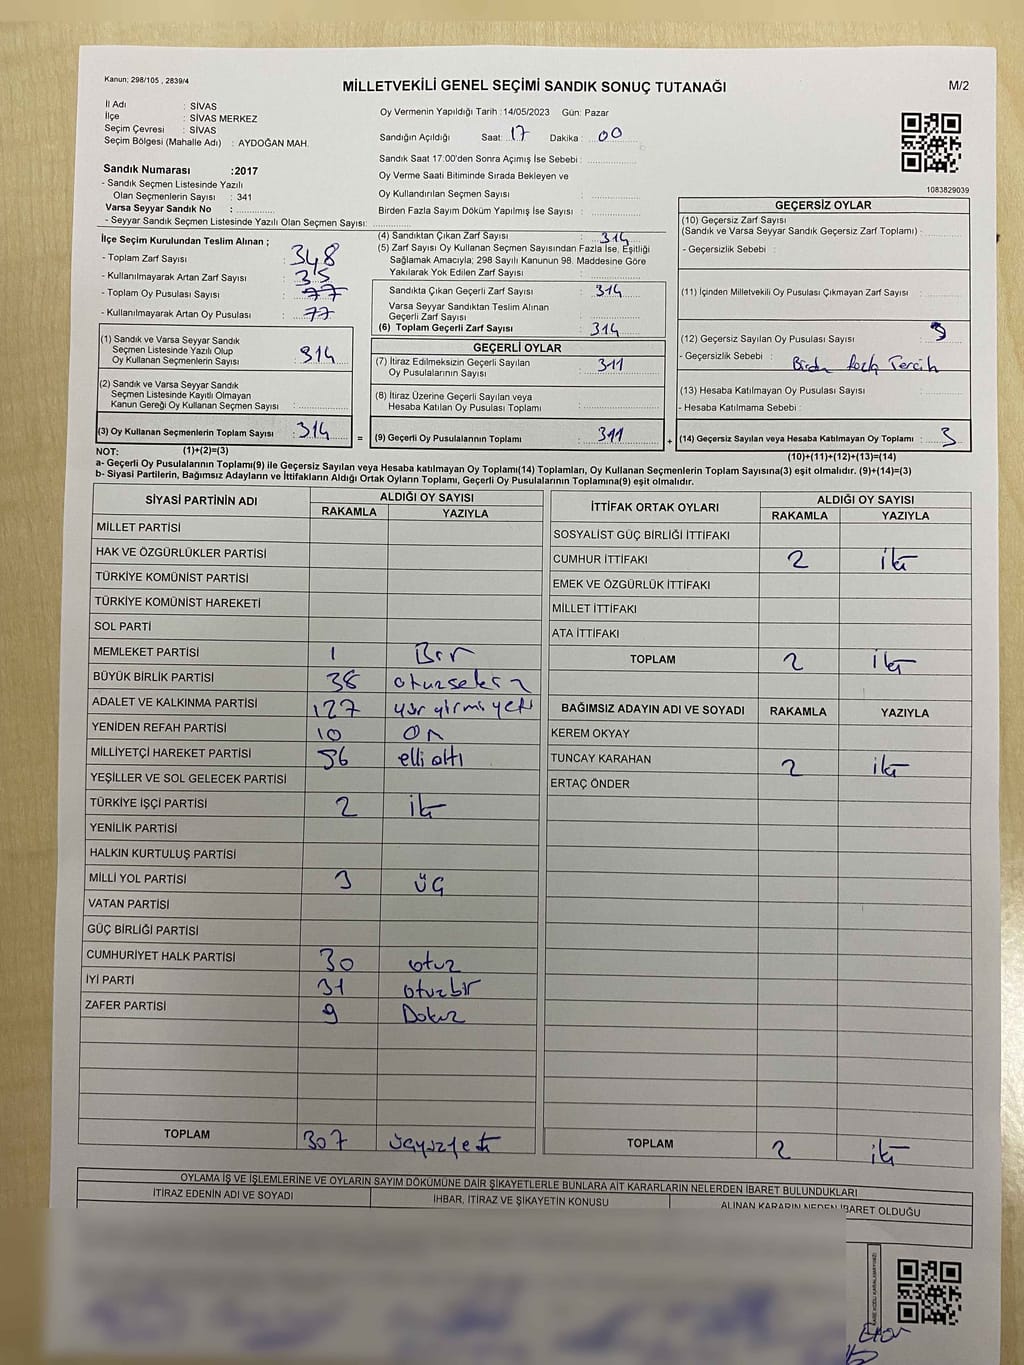 Kanun; 298/105 , 2839/4
MİLLETVEKİLİ GENEL SEÇİMİ SANDIK SONUÇ TUTANAĞI
M/2
İl Adı : SİVAS
İlçe : SİVAS MERKEZ
Seçim Çevresi : SİVAS
Seçim Bölgesi (Mahalle Adı) : AYDOĞAN MAH.
Oy Vermenin Yapıldığı Tarih :14/05/2023 Gün: Pazar
Sandığın Açıldığı Saat: 17 Dakika : 00
Sandık Saat 17:00'den Sonra Açımış İse Sebebi :
Oy Verme Saati Bitiminde Sırada Bekleyen ve
Oy Kullandırılan Seçmen Sayısı :
Birden Fazla Sayım Döküm Yapılmış İse Sayısı :
1083829039
Sandık Numarası :2017
- Sandık Seçmen Listesinde Yazılı
Olan Seçmenlerin Sayısı : 341
Varsa Seyyar Sandık No :
- Seyyar Sandık Seçmen Listesinde Yazılı Olan Seçmen Sayısı:
İlçe Seçim Kurulundan Teslim Alınan ;
- Toplam Zarf Sayısı : 348
- Kullanılmayarak Artan Zarf Sayısı : 35
- Toplam Oy Pusulası Sayısı : 77
- Kullanılmayarak Artan Oy Pusulası : 77
(1) Sandık ve Varsa Seyyar Sandık
Seçmen Listesinde Yazılı Olup
Oy Kullanan Seçmenlerin Sayısı : 314
(2) Sandık ve Varsa Seyyar Sandık
Seçmen Listesinde Kayıtlı Olmayan
Kanun Gereği Oy Kullanan Seçmen Sayısı :
(3) Oy Kullanan Seçmenlerin Toplam Sayısı : 314 =
(4) Sandıktan Çıkan Zarf Sayısı : 314
(5) Zarf Sayısı Oy Kullanan Seçmen Sayısından Fazla İse, Eşitliği
Sağlamak Amacıyla; 298 Sayılı Kanunun 98. Maddesine Göre
Yakılarak Yok Edilen Zarf Sayısı :
Sandıkta Çıkan Geçerli Zarf Sayısı : 314
Varsa Seyyar Sandıktan Teslim Alınan
Geçerli Zarf Sayısı :
(6) Toplam Geçerli Zarf Sayısı : 314
GEÇERLİ OYLAR
(7) İtiraz Edilmeksizin Geçerli Sayılan
Oy Pusulalarının Sayısı : 311
(8) İtiraz Üzerine Geçerli Sayılan veya
Hesaba Katılan Oy Pusulası Toplamı :
(9) Geçerli Oy Pusulalarının Toplamı : 311 +
GEÇERSİZ OYLAR
(10) Geçersiz Zarf Sayısı
(Sandık ve Varsa Seyyar Sandık Geçersiz Zarf Toplamı) :
- Geçersizlik Sebebi :
(11) İçinden Milletvekili Oy Pusulası Çıkmayan Zarf Sayısı :
(12) Geçersiz Sayılan Oy Pusulası Sayısı : 3
- Geçersizlik Sebebi : Birden fazla Tercih
(13) Hesaba Katılmayan Oy Pusulası Sayısı :
- Hesaba Katılmama Sebebi :
(14) Geçersiz Sayılan veya Hesaba Katılmayan Oy Toplamı : 3
NOT: (1)+(2)=(3)
(10)+(11)+(12)+(13)=(14)
a- Geçerli Oy Pusulalarının Toplamı(9) ile Geçersiz Sayılan veya Hesaba katılmayan Oy Toplamı(14) Toplamları, Oy Kullanan Seçmenlerin Toplam Sayısına(3) eşit olmalıdır. (9)+(14)=(3)
b- Siyasi Partilerin, Bağımsız Adayların ve İttifakların Aldığı Ortak Oyların Toplamı, Geçerli Oy Pusulalarının Toplamına(9) eşit olmalıdır.
SİYASİ PARTİNİN ADI ALDIĞI OY SAYISI
RAKAMLA YAZIYLA
MİLLET PARTİSİ
HAK VE ÖZGÜRLÜKLER PARTİSİ
TÜRKİYE KOMÜNİST PARTİSİ
TÜRKİYE KOMÜNİST HAREKETİ
SOL PARTİ
MEMLEKET PARTİSİ 1 Bir
BÜYÜK BİRLİK PARTİSİ 38 otuzsekiz
ADALET VE KALKINMA PARTİSİ 127 yüz yirmi yedi
YENİDEN REFAH PARTİSİ 10 On
MİLLİYETÇİ HAREKET PARTİSİ 56 elli altı
YEŞİLLER VE SOL GELECEK PARTİSİ
TÜRKİYE İŞÇİ PARTİSİ 2 iki
YENİLİK PARTİSİ
HALKIN KURTULUŞ PARTİSİ
MİLLİ YOL PARTİSİ 3 üç
VATAN PARTİSİ
GÜÇ BİRLİĞİ PARTİSİ
CUMHURİYET HALK PARTİSİ 30 otuz
İYİ PARTİ 31 otuzbir
ZAFER PARTİSİ 9 Dokuz
TOPLAM 307 üçyüzyedi
İTTİFAK ORTAK OYLARI ALDIĞI OY SAYISI
RAKAMLA YAZIYLA
SOSYALİST GÜÇ BİRLİĞİ İTTİFAKI
CUMHUR İTTİFAKI 2 iki
EMEK VE ÖZGÜRLÜK İTTİFAKI
MİLLET İTTİFAKI
ATA İTTİFAKI
TOPLAM 2 iki
BAĞIMSIZ ADAYIN ADI VE SOYADI RAKAMLA YAZIYLA
KEREM OKYAY
TUNCAY KARAHAN 2 iki
ERTAÇ ÖNDER
TOPLAM 2 iki
OYLAMA İŞ VE İŞLEMLERİNE VE OYLARIN SAYIM DÖKÜMÜNE DAİR ŞİKAYETLERLE BUNLARA AİT KARARLARIN NELERDEN İBARET BULUNDUKLARI
İTİRAZ EDENİN ADI VE SOYADI İHBAR, İTİRAZ VE ŞİKAYETİN KONUSU ALINAN KARARIN NEDEN İBARET OLDUĞU